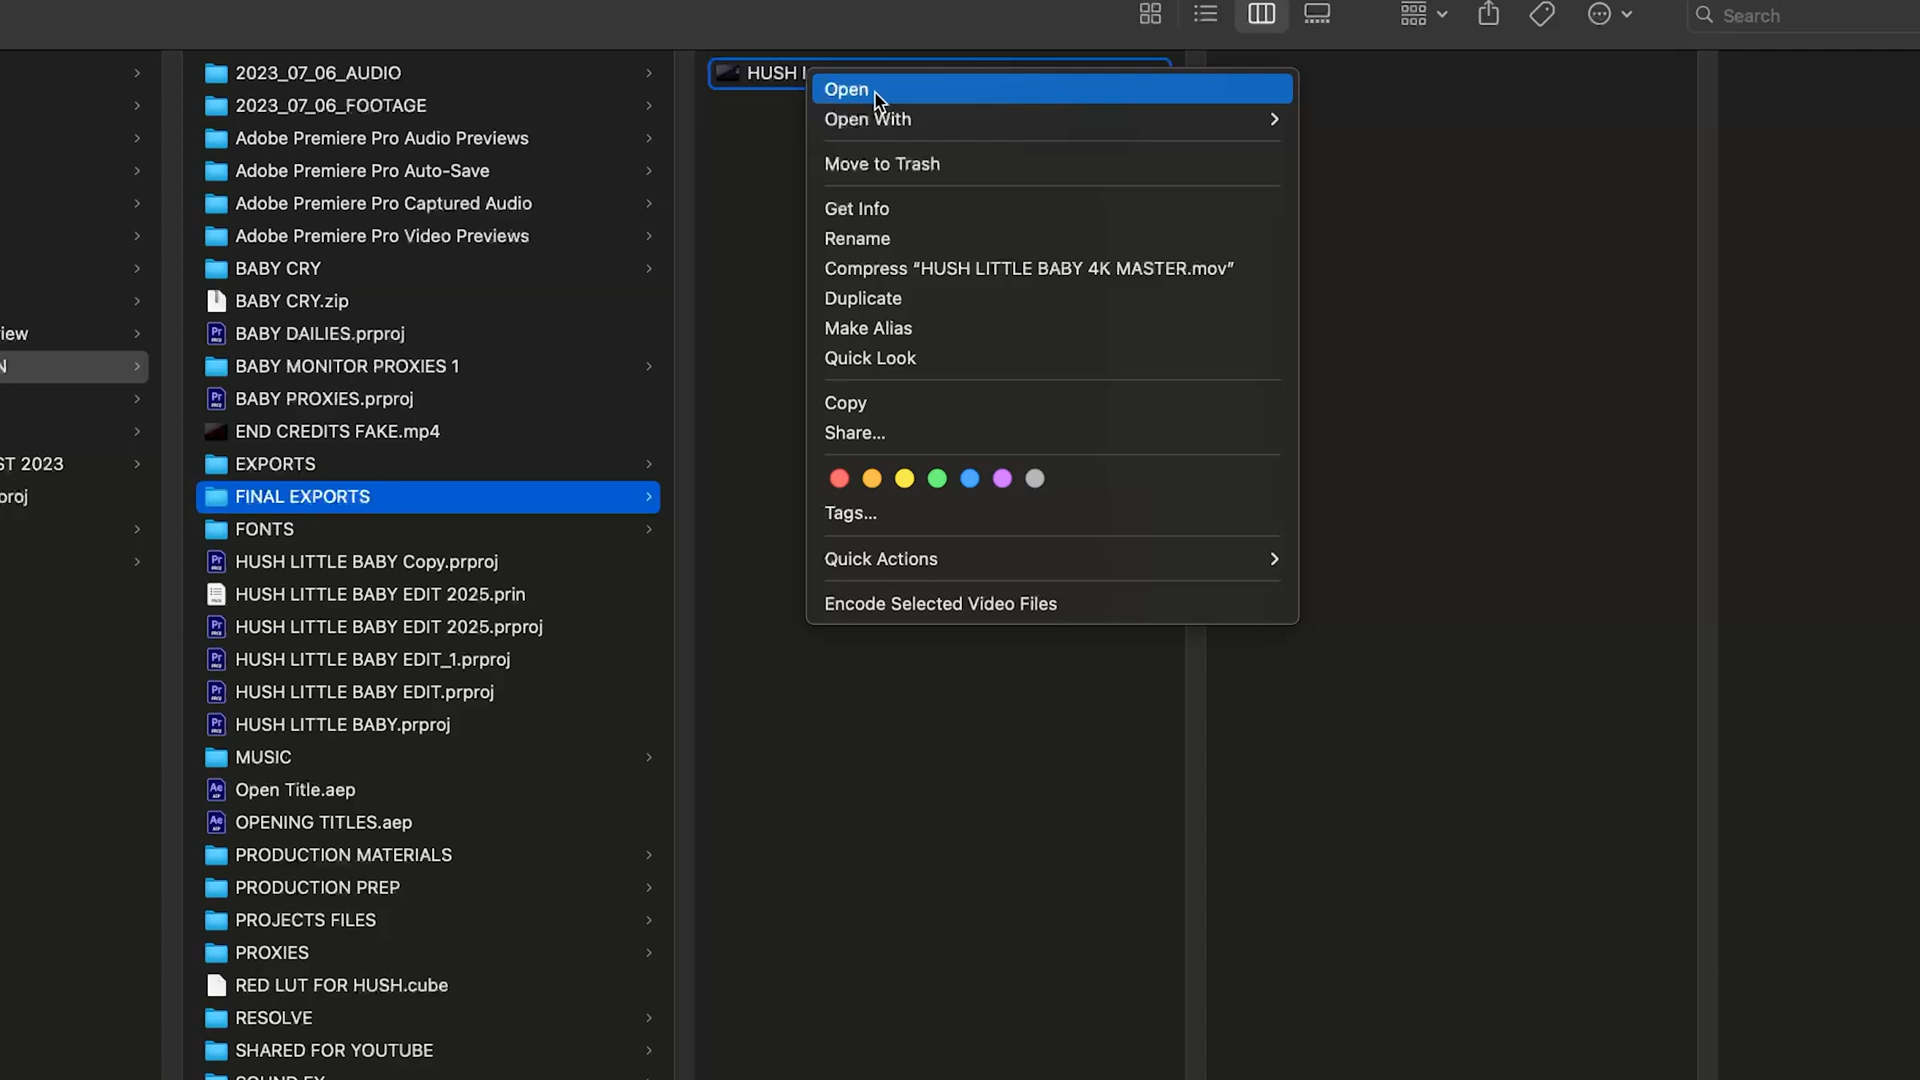 Search
iew
N
ST 2023
proj
2023_07_06_AUDIO
2023_07_06_FOOTAGE
Adobe Premiere Pro Audio Previews
Adobe Premiere Pro Auto-Save
Adobe Premiere Pro Captured Audio
Adobe Premiere Pro Video Previews
BABY CRY
BABY CRY.zip
BABY DAILIES.prproj
BABY MONITOR PROXIES 1
BABY PROXIES.prproj
END CREDITS FAKE.mp4
EXPORTS
FINAL EXPORTS
FONTS
HUSH LITTLE BABY Copy.prproj
HUSH LITTLE BABY EDIT 2025.prin
HUSH LITTLE BABY EDIT 2025.prproj
HUSH LITTLE BABY EDIT_1.prproj
HUSH LITTLE BABY EDIT.prproj
HUSH LITTLE BABY.prproj
MUSIC
Open Title.aep
OPENING TITLES.aep
PRODUCTION MATERIALS
PRODUCTION PREP
PROJECTS FILES
PROXIES
RED LUT FOR HUSH.cube
RESOLVE
SHARED FOR YOUTUBE
HUSH
Open
Open With
Move to Trash
Get Info
Rename
Compress “HUSH LITTLE BABY 4K MASTER.mov”
Duplicate
Make Alias
Quick Look
Copy
Share...
Tags...
Quick Actions
Encode Selected Video Files